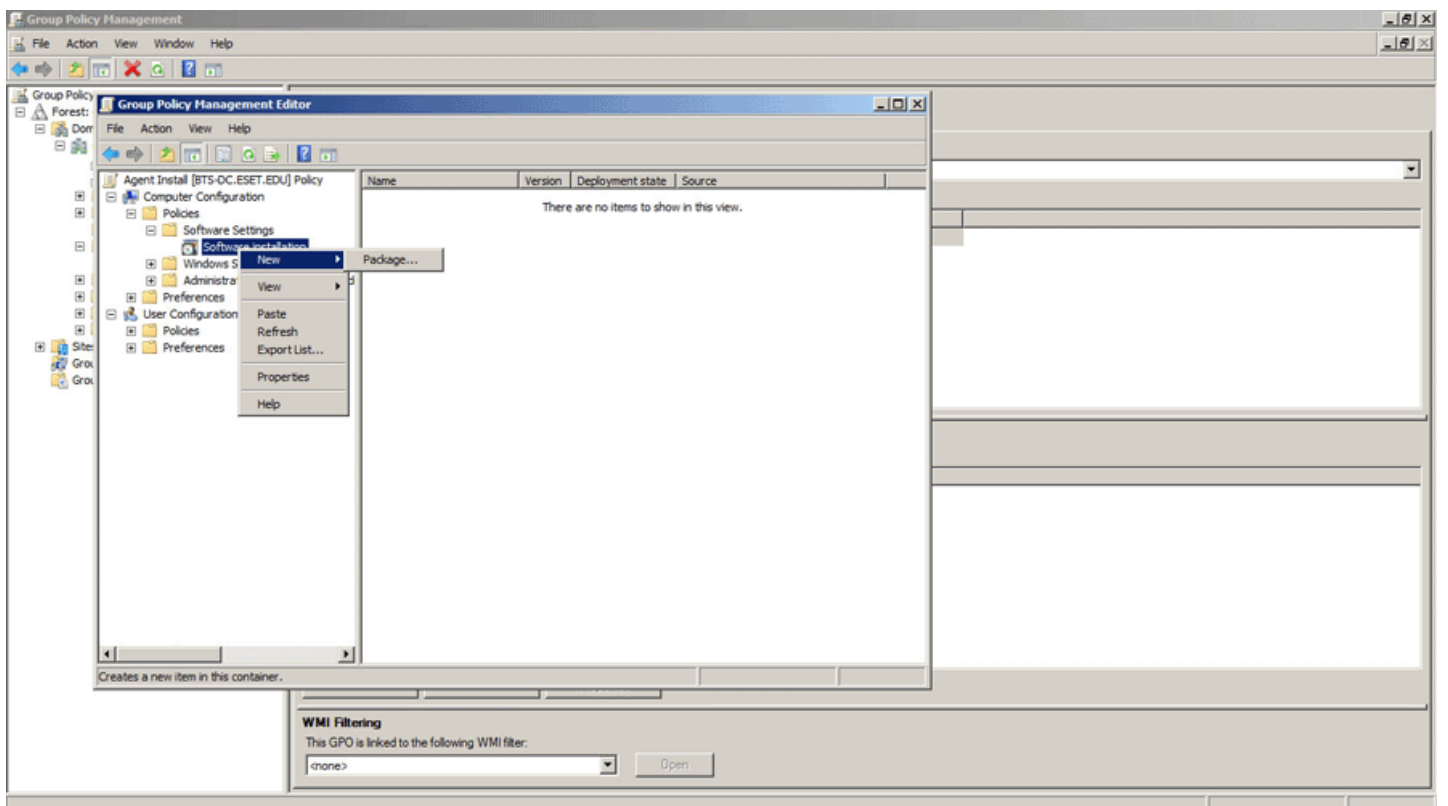 Group Policy Management
File Action View Window Help
Group Policy
Forest:
Group Policy Management Editor
File Action View Help
Agent Install [BTS-DC.ESET.EDU] Policy
Computer Configuration
Policies
Software Settings
Software installation
Windows S
Administra
Preferences
User Configuration
Policies
Preferences
Name Version Deployment state Source
There are no items to show in this view.
New
View
Paste
Refresh
Export List...
Properties
Help
Package...
Dom
Sites
Grou
Grou
Creates a new item in this container.
WMI Filtering
This GPO is linked to the following WMI filter:
<none>
Open